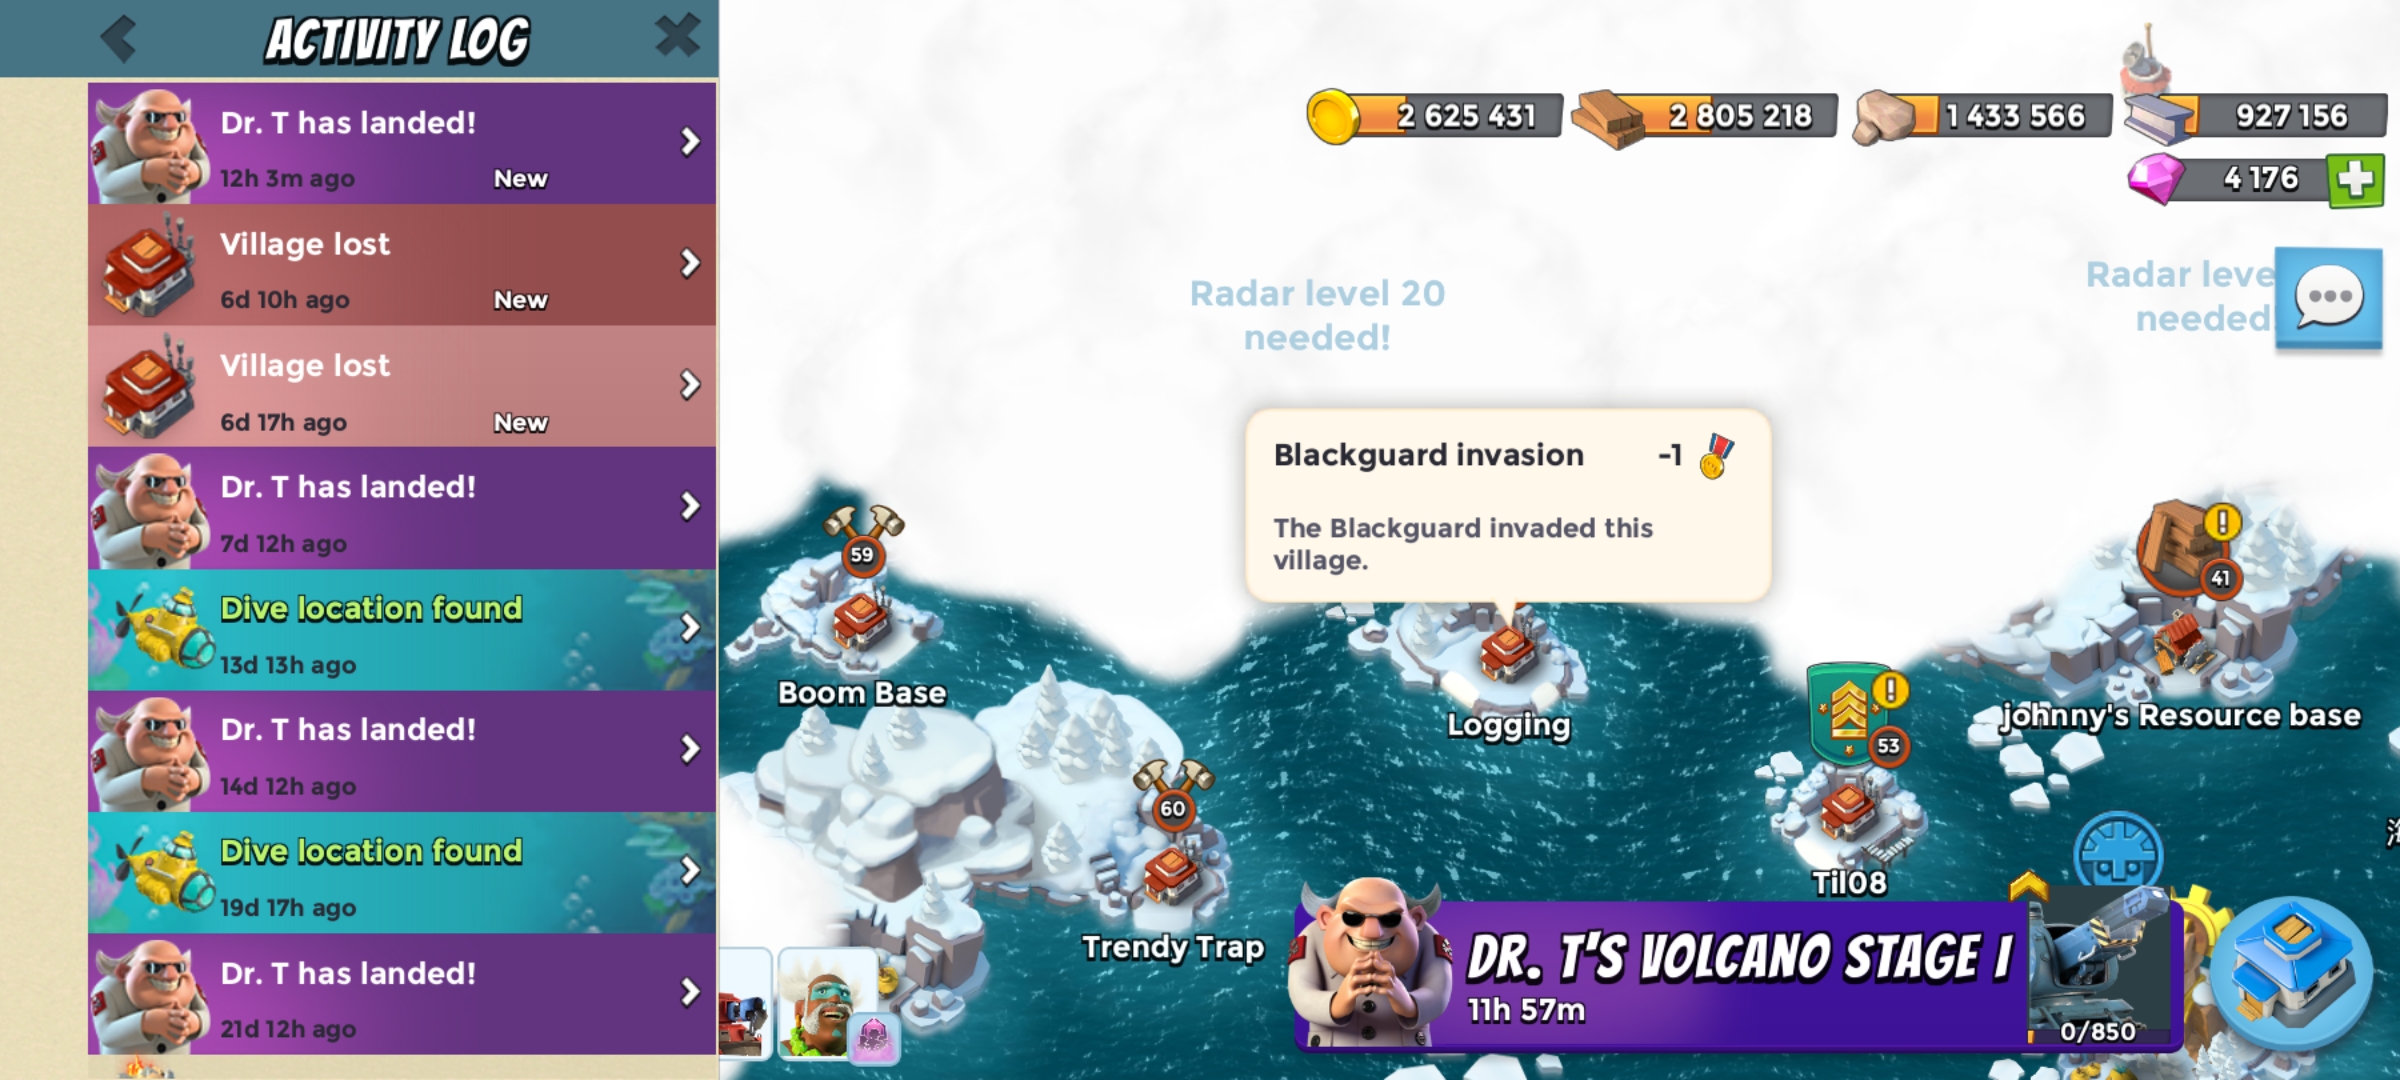 ACTIVITY LOG
Dr. T has landed!
12h 3m ago
New
Village lost
6d 10h ago
New
Village lost
6d 17h ago
New
Dr. T has landed!
7d 12h ago
Dive location found
13d 13h ago
Dr. T has landed!
14d 12h ago
Dive location found
19d 17h ago
Dr. T has landed!
21d 12h ago
2 625 431
2 805 218
1 433 566
927 156
4 176
Radar level 20
needed!
Radar leve
needed
Blackguard invasion
-1
The Blackguard invaded this
village.
59
Boom Base
Logging
41
johnny's Resource base
53
Til08
60
Trendy Trap
DR. T'S VOLCANO STAGE I
11h 57m
0/850